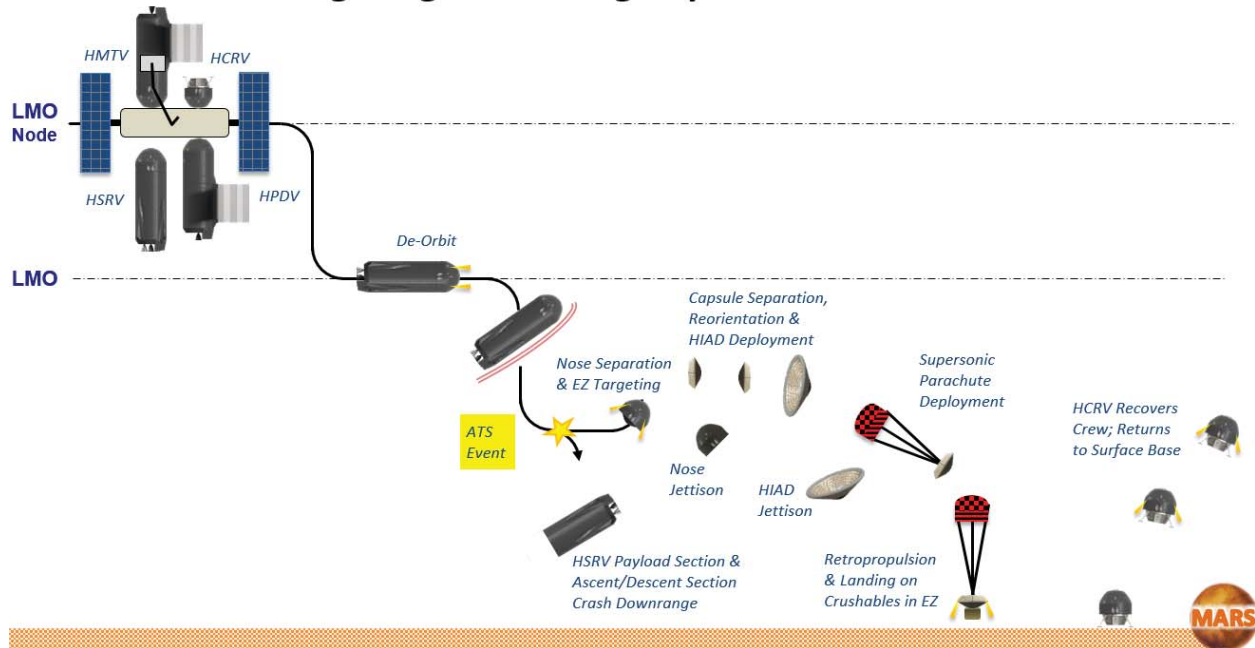 HMTV
HCRV
LMO
Node
HSRV
HPDV
De-Orbit
LMO
Capsule Separation,
Reorientation &
HIAD Deployment
Nose Separation
& EZ Targeting
Supersonic
Parachute
Deployment
HCRV Recovers
Crew; Returns
to Surface Base
ATS
Event
Nose
Jettison
HIAD
Jettison
HSRV Payload Section &
Ascent/Descent Section
Crash Downrange
Retropropulsion
& Landing on
Crushables in EZ
MARS